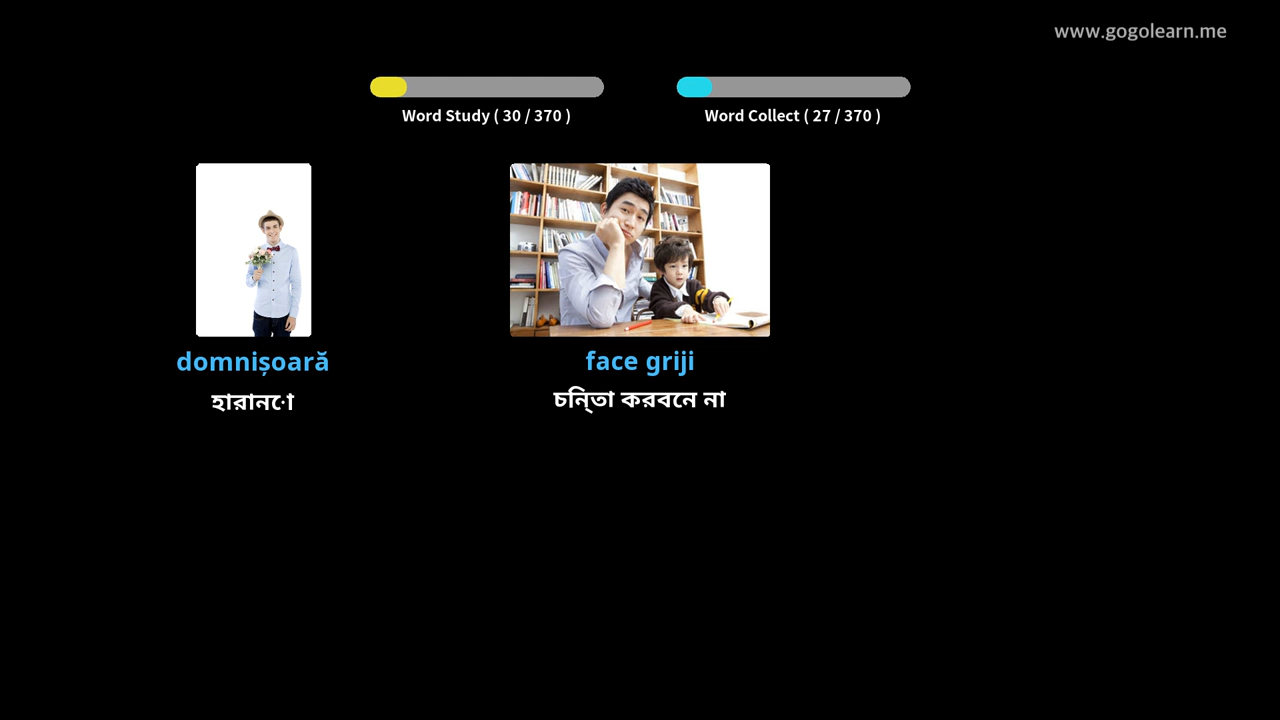 www.gogolearn.me
Word Study ( 30 / 370 )
Word Collect ( 27 / 370 )
domnișoară
হারানো
face griji
চিন্তা করবেন না